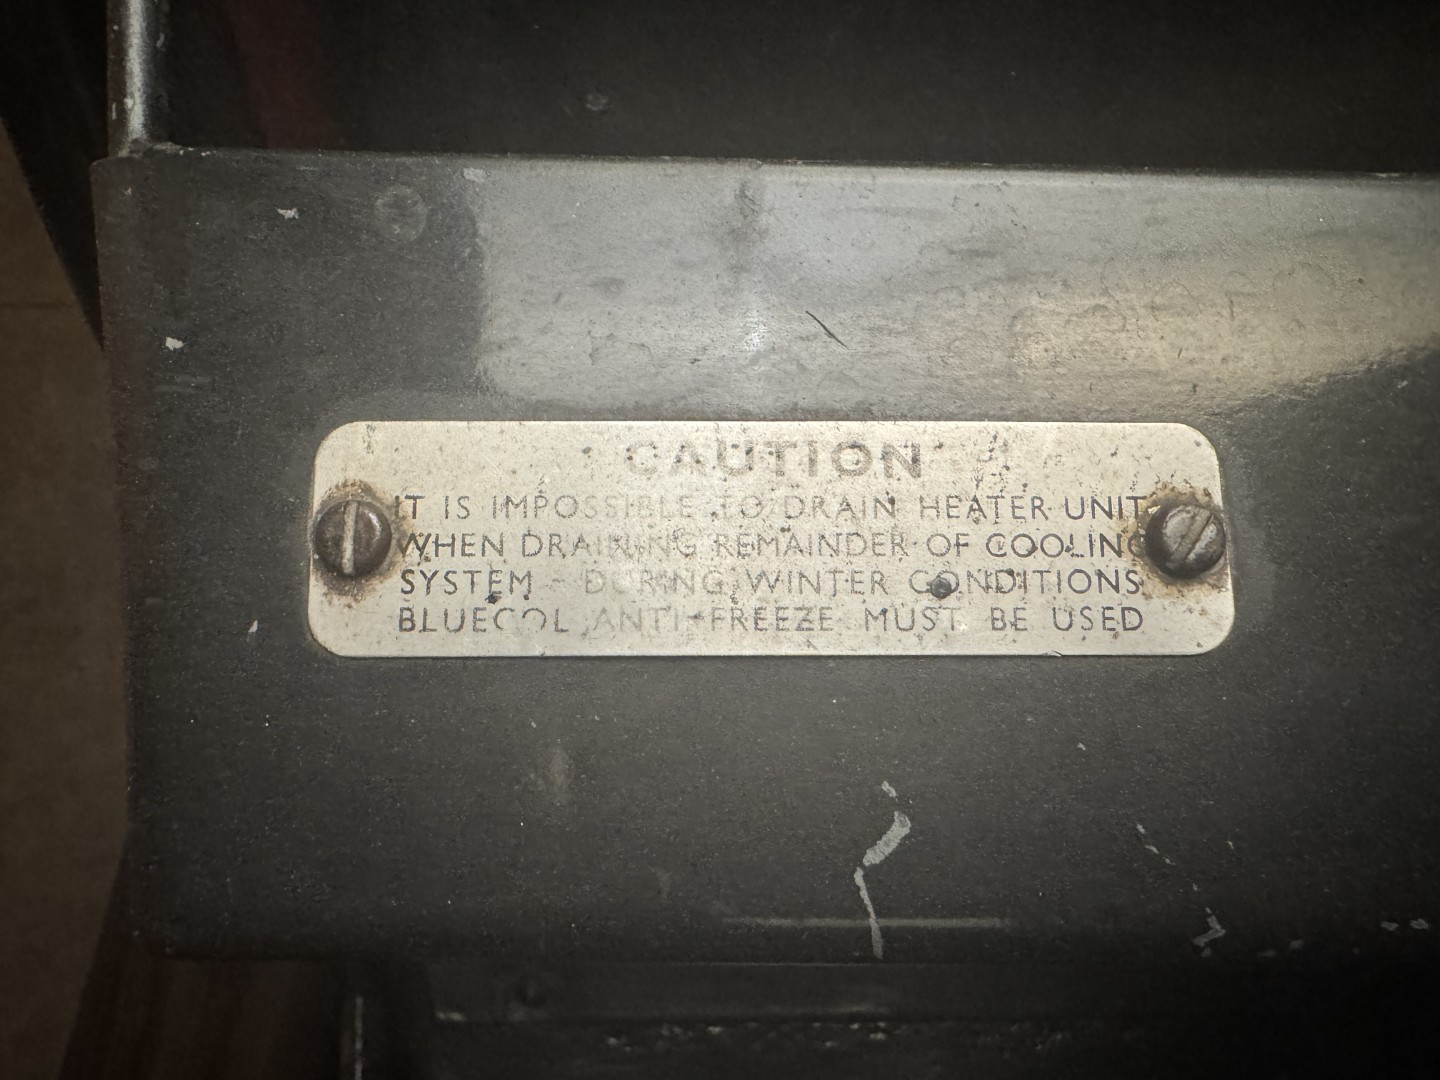 CAUTION
IT IS IMPOSSIBLE TO DRAIN HEATER UNIT
WHEN DRAINING REMAINDER OF COOLING
SYSTEM - DURING WINTER CONDITIONS
BLUECOL ANTI-FREEZE MUST BE USED